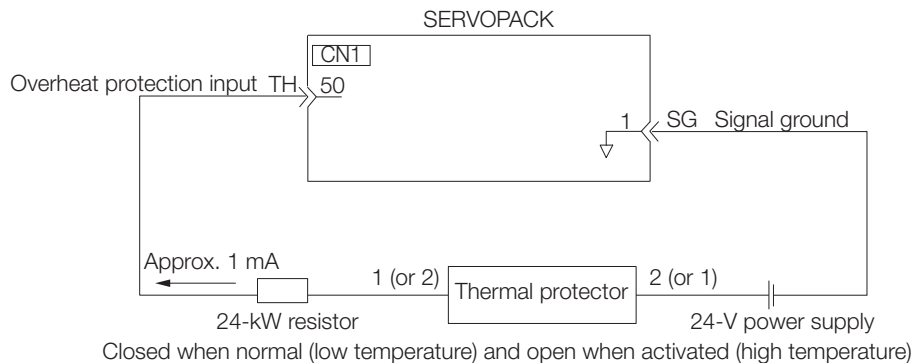 SERVOPACK
CN1
Overheat protection input TH 50
1 SG Signal ground
Approx. 1 mA
1 (or 2) Thermal protector 2 (or 1)
24-kW resistor 24-V power supply
Closed when normal (low temperature) and open when activated (high temperature)